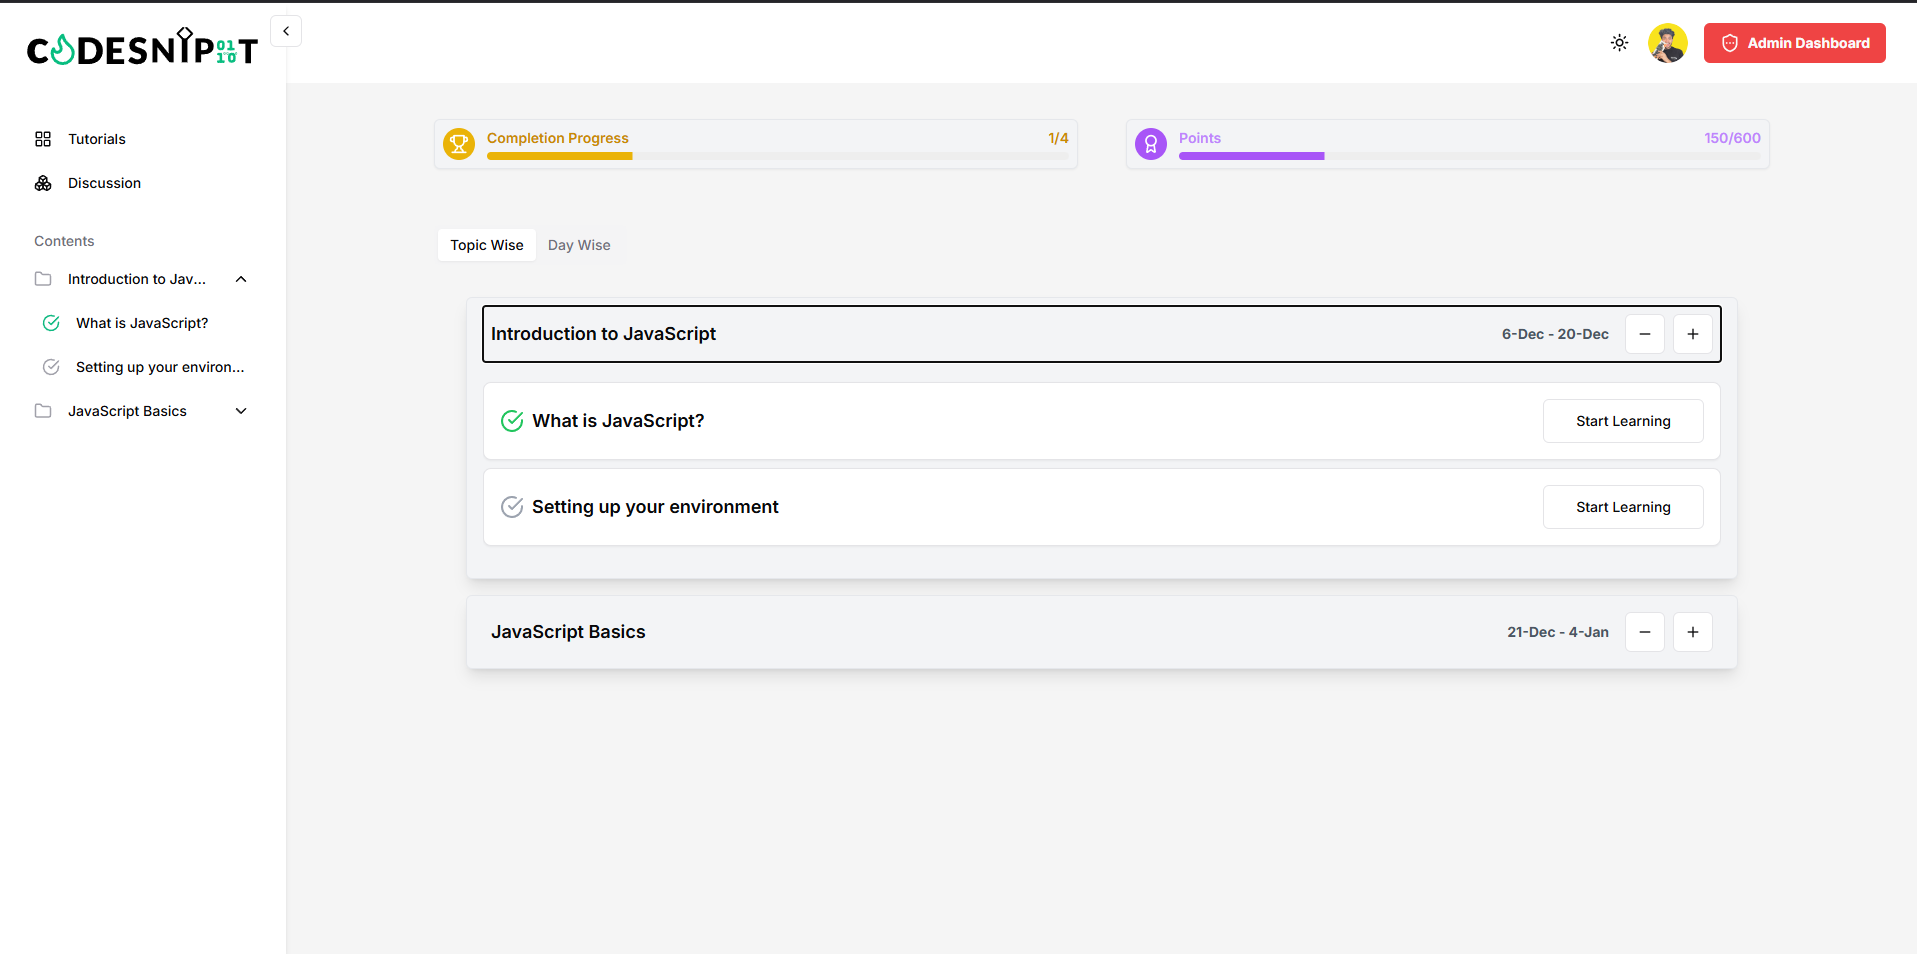 CODESNIPT
01
10
Tutorials
Discussion
Contents
Introduction to Jav...
What is JavaScript?
Setting up your environ...
JavaScript Basics
Admin Dashboard
Completion Progress 1/4
Points 150/600
Topic Wise Day Wise
Introduction to JavaScript 6-Dec - 20-Dec
What is JavaScript? Start Learning
Setting up your environment Start Learning
JavaScript Basics 21-Dec - 4-Jan